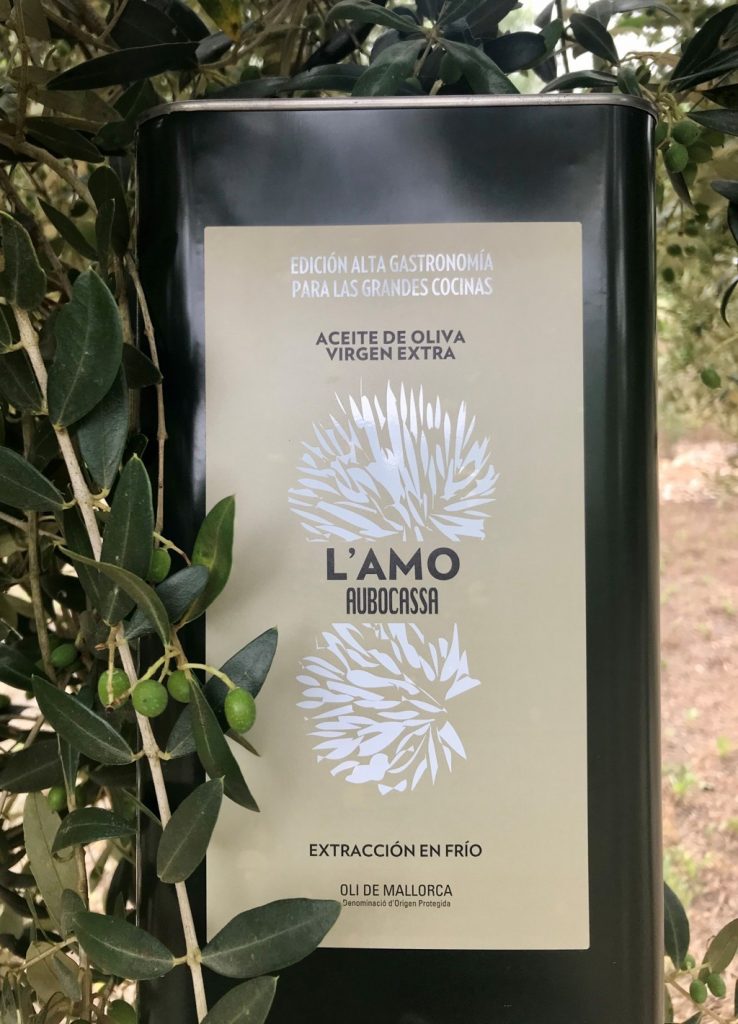 EDICIÓN ALTA GASTRONOMÍA
PARA LAS GRANDES COCINAS
ACEITE DE OLIVA
VIRGEN EXTRA
L'AMO
AUBOCASSA
EXTRACCIÓN EN FRÍO
OLI DE MALLORCA
Denominació d'Origen Protegida